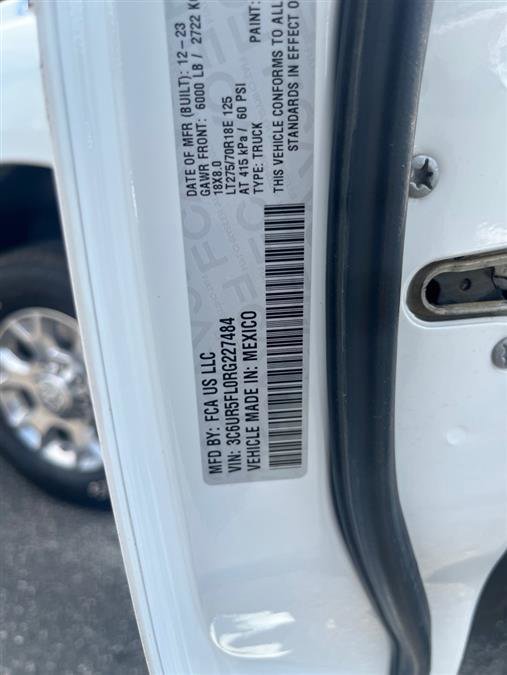 MFD BY: FCA US LLC
VIN: 3C6UR5FL0RG227484
VEHICLE MADE IN: MEXICO
DATE OF MFR (BUILT): 12-23
GAWR FRONT: 6000 LB / 2722 K
18X8.0
LT275/70R18E 125
AT 415 kPa / 60 PSI
TYPE: TRUCK
PAINT:
THIS VEHICLE CONFORMS TO ALL
STANDARDS IN EFFECT O